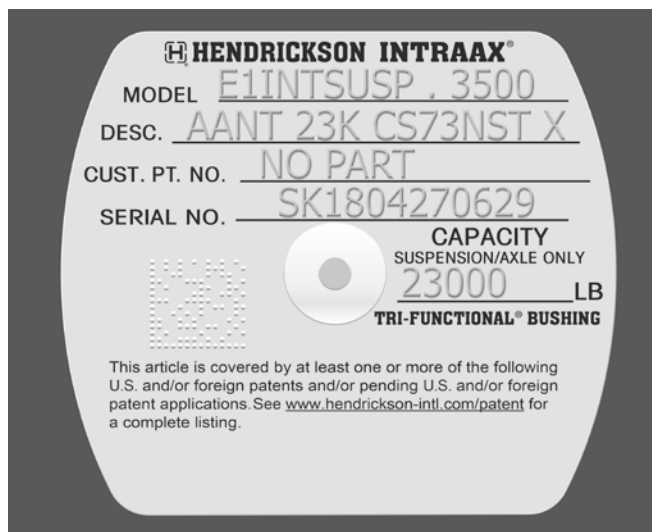 HENDRICKSON INTRAAX®
MODEL E1INTSUSP . 3500
DESC. AANT 23K CS73NST X
CUST. PT. NO. NO PART
SERIAL NO. SK1804270629
CAPACITY
SUSPENSION/AXLE ONLY
23000 LB
TRI-FUNCTIONAL® BUSHING
This article is covered by at least one or more of the following
U.S. and/or foreign patents and/or pending U.S. and/or foreign
patent applications. See www.hendrickson-intl.com/patent for
a complete listing.